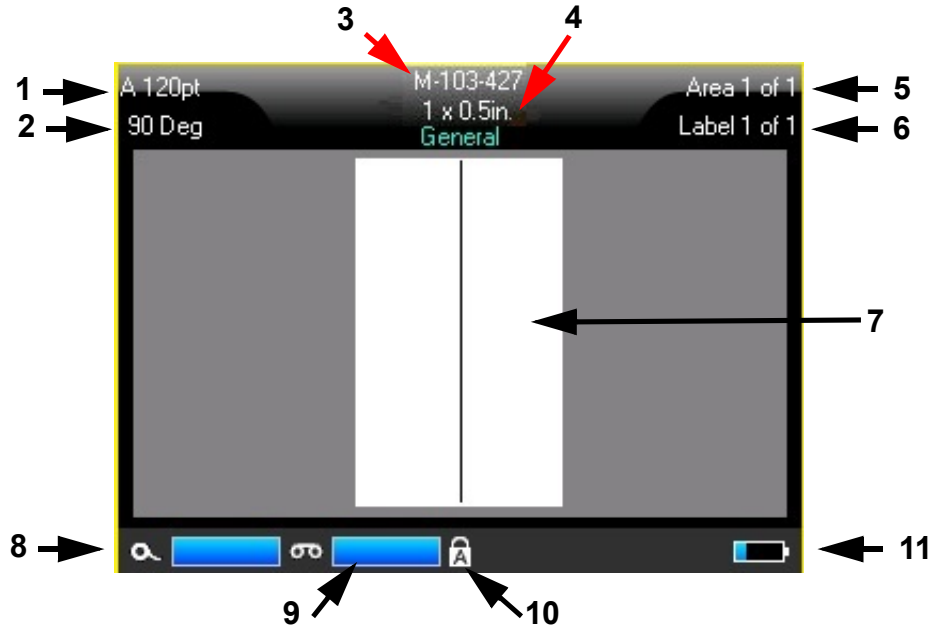 3 4
1 A 120pt M-103-427 Area 1 of 1 5
1 x 0.5in.
2 90 Deg General Label 1 of 1 6
7
8 11
A
9 10